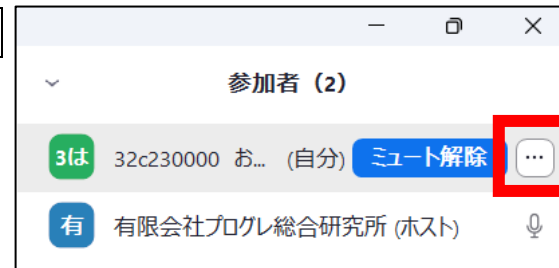 参加者（2）
3は 32c230000 お... (自分) ミュート解除 ...
有 有限会社プログレ総合研究所 (ホスト)